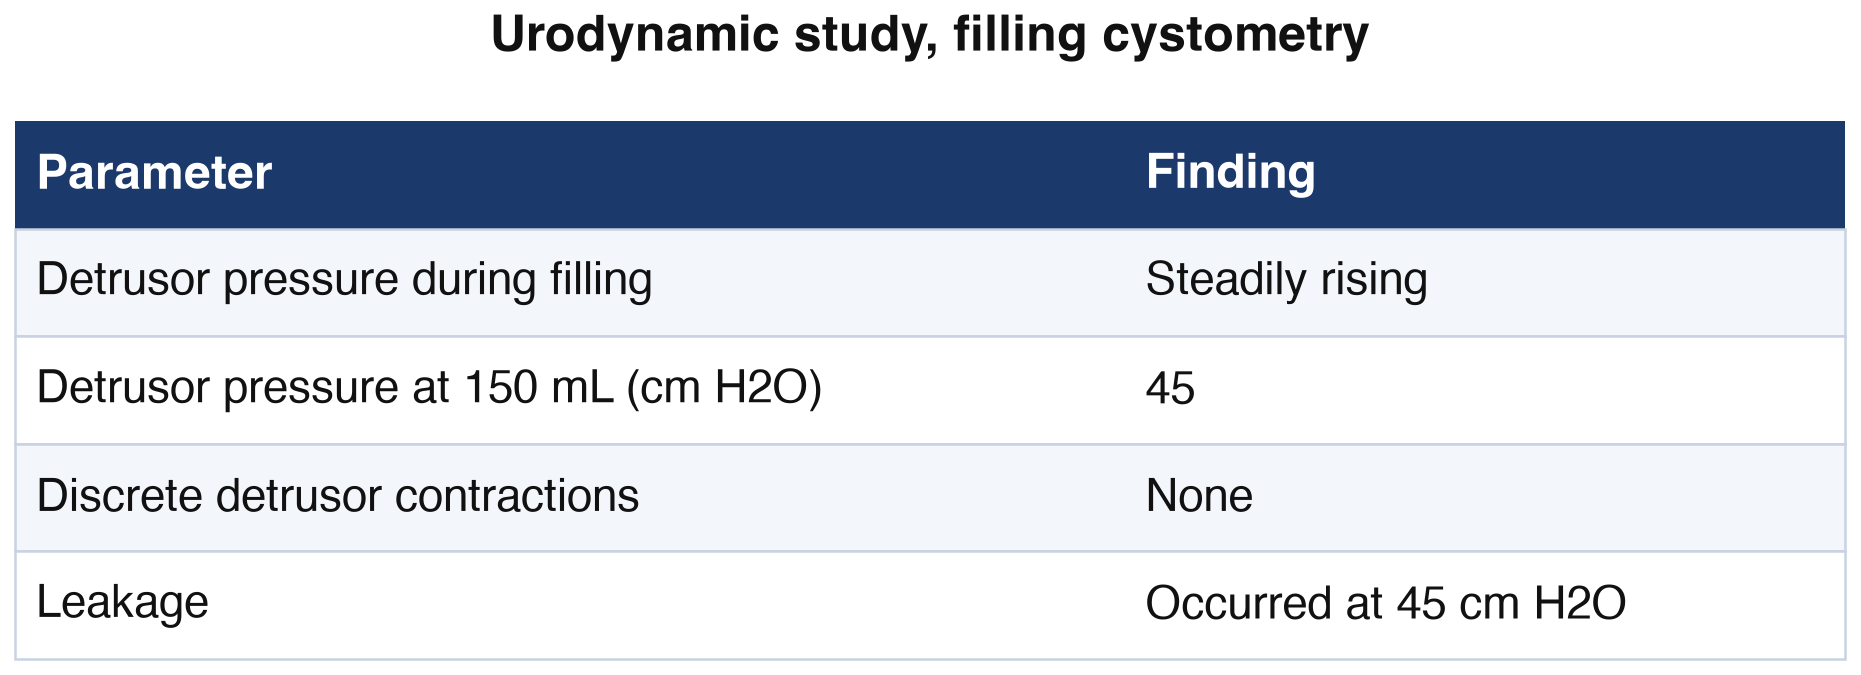 Urodynamic study, filling cystometry
Parameter Finding
Detrusor pressure during filling Steadily rising
Detrusor pressure at 150 mL (cm H2O) 45
Discrete detrusor contractions None
Leakage Occurred at 45 cm H2O